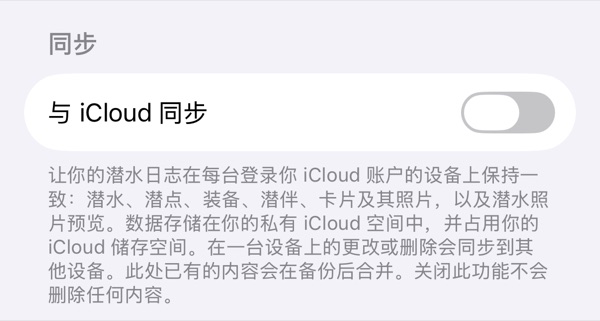 同步
与 iCloud 同步
让你的潜水日志在每台登录你 iCloud 账户的设备上保持一
致：潜水、潜点、装备、潜伴、卡片及其照片，以及潜水照
片预览。数据存储在你的私有 iCloud 空间中，并占用你的
iCloud 储存空间。在一台设备上的更改或删除会同步到其
他设备。此处已有的内容会在备份后合并。关闭此功能不会
删除任何内容。